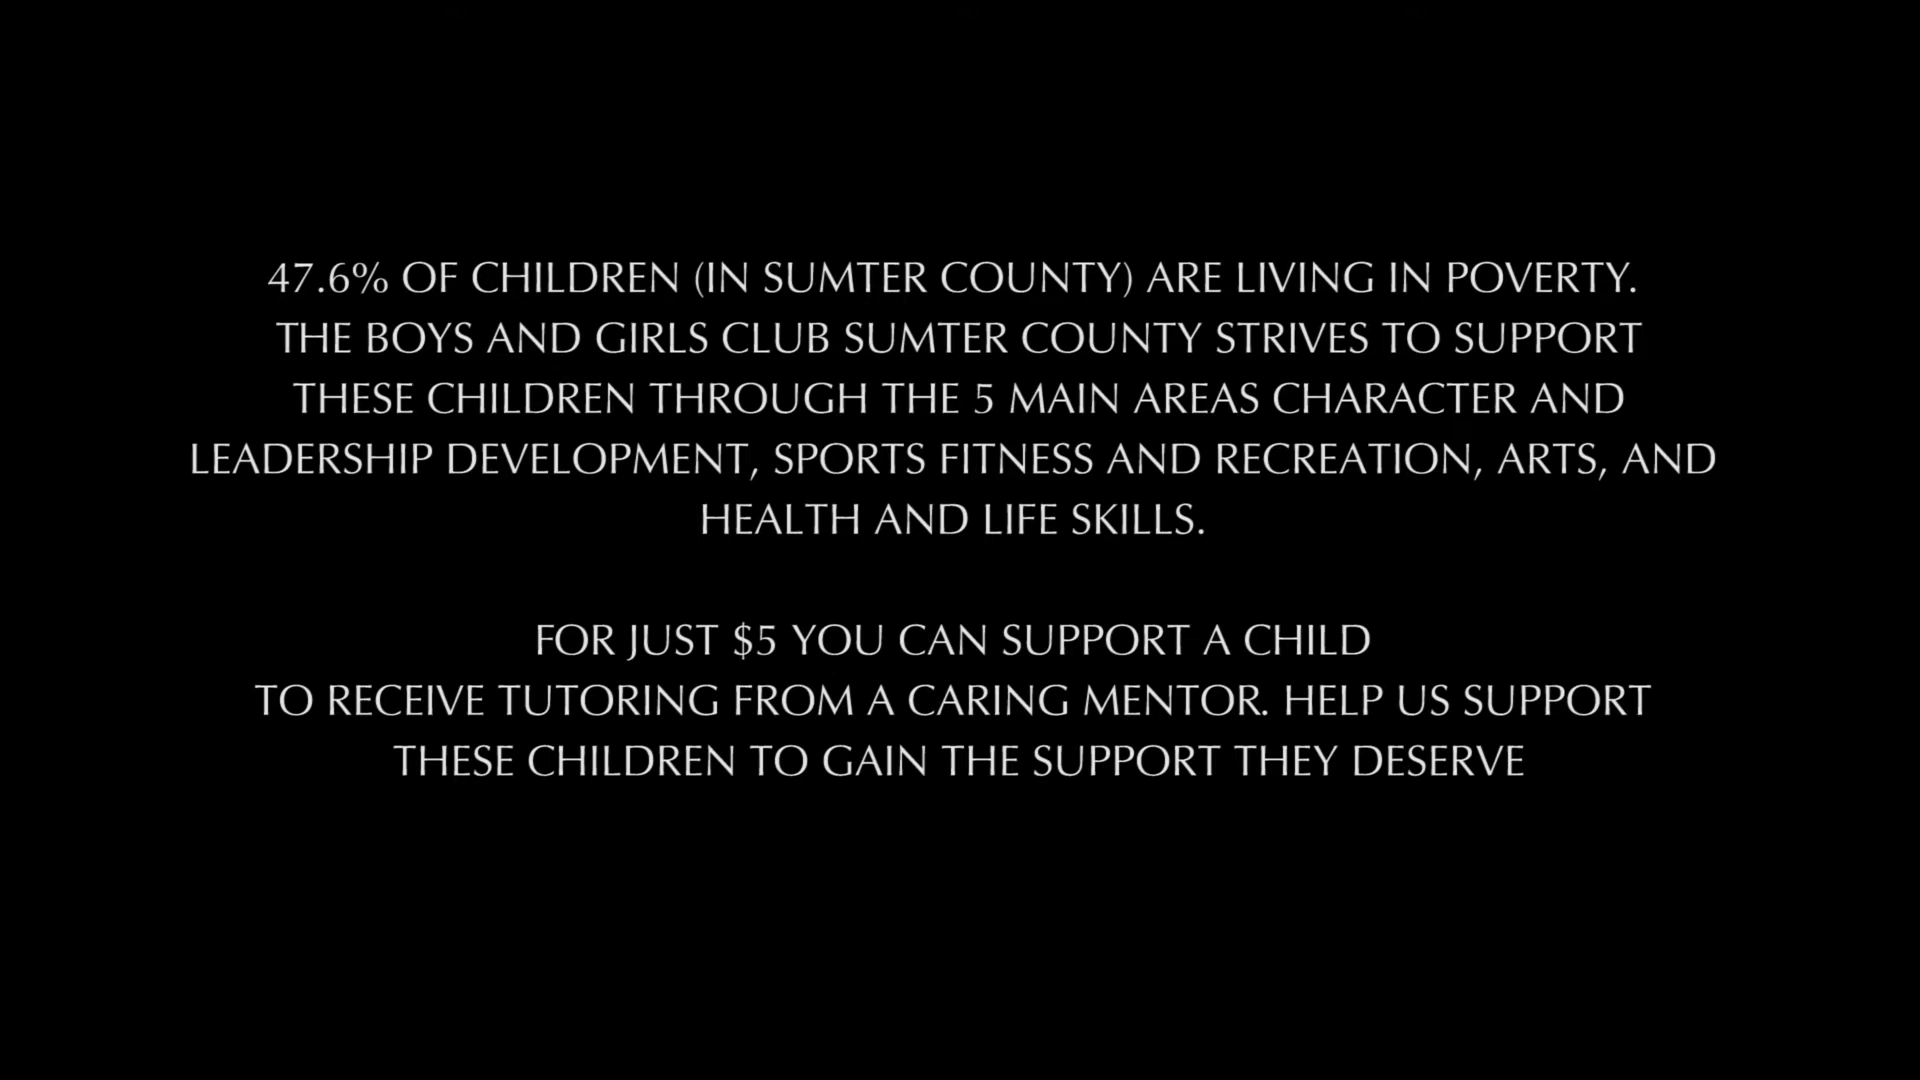 47.6% OF CHILDREN (IN SUMTER COUNTY) ARE LIVING IN POVERTY.
THE BOYS AND GIRLS CLUB SUMTER COUNTY STRIVES TO SUPPORT
THESE CHILDREN THROUGH THE 5 MAIN AREAS CHARACTER AND
LEADERSHIP DEVELOPMENT, SPORTS FITNESS AND RECREATION, ARTS, AND
HEALTH AND LIFE SKILLS.
FOR JUST $5 YOU CAN SUPPORT A CHILD
TO RECEIVE TUTORING FROM A CARING MENTOR. HELP US SUPPORT
THESE CHILDREN TO GAIN THE SUPPORT THEY DESERVE